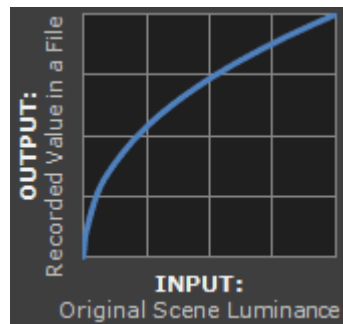 OUTPUT:
Recorded Value in a File
INPUT:
Original Scene Luminance